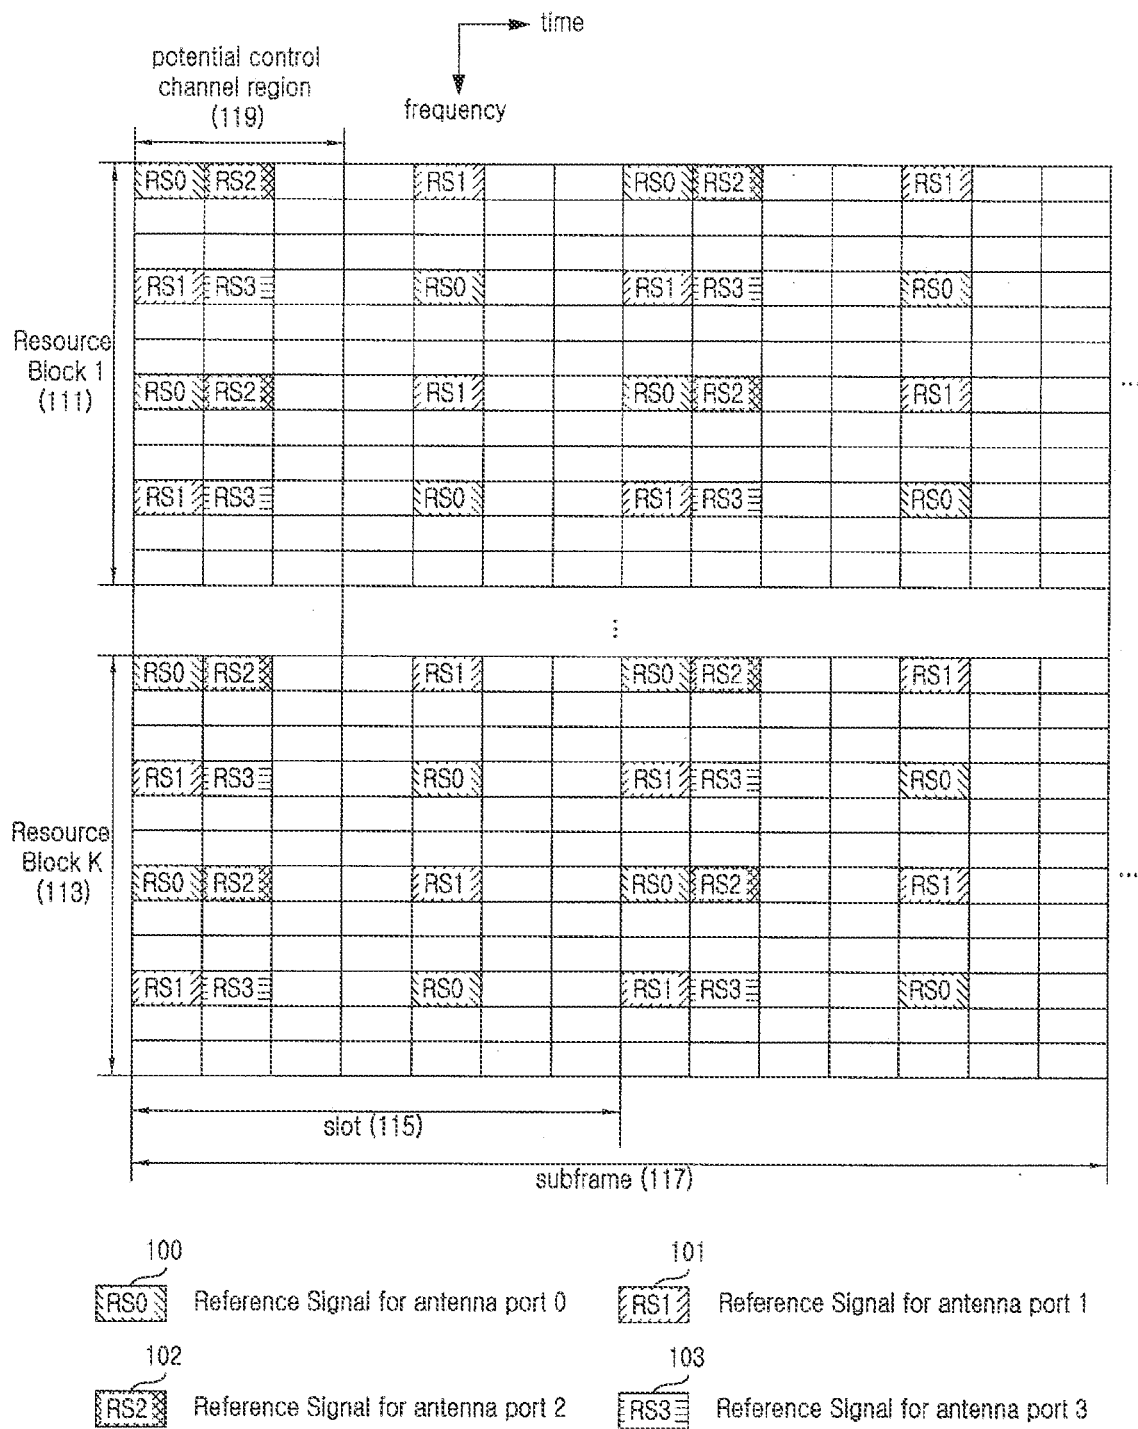 time
potential control
channel region
(119)
frequency
RS0 RS2 RS1 RS0 RS2 RS1
RS1 RS3 RS0 RS1 RS3 RS0
Resource
Block 1
(111)
RS0 RS2 RS1 RS0 RS2 RS1
...
RS1 RS3 RS0 RS1 RS3 RS0
...
RS0 RS2 RS1 RS0 RS2 RS1
RS1 RS3 RS0 RS1 RS3 RS0
Resource
Block K
(113)
RS0 RS2 RS1 RS0 RS2 RS1
...
RS1 RS3 RS0 RS1 RS3 RS0
slot (115)
subframe (117)
100
RS0 Reference Signal for antenna port 0
101
RS1 Reference Signal for antenna port 1
102
RS2 Reference Signal for antenna port 2
103
RS3 Reference Signal for antenna port 3